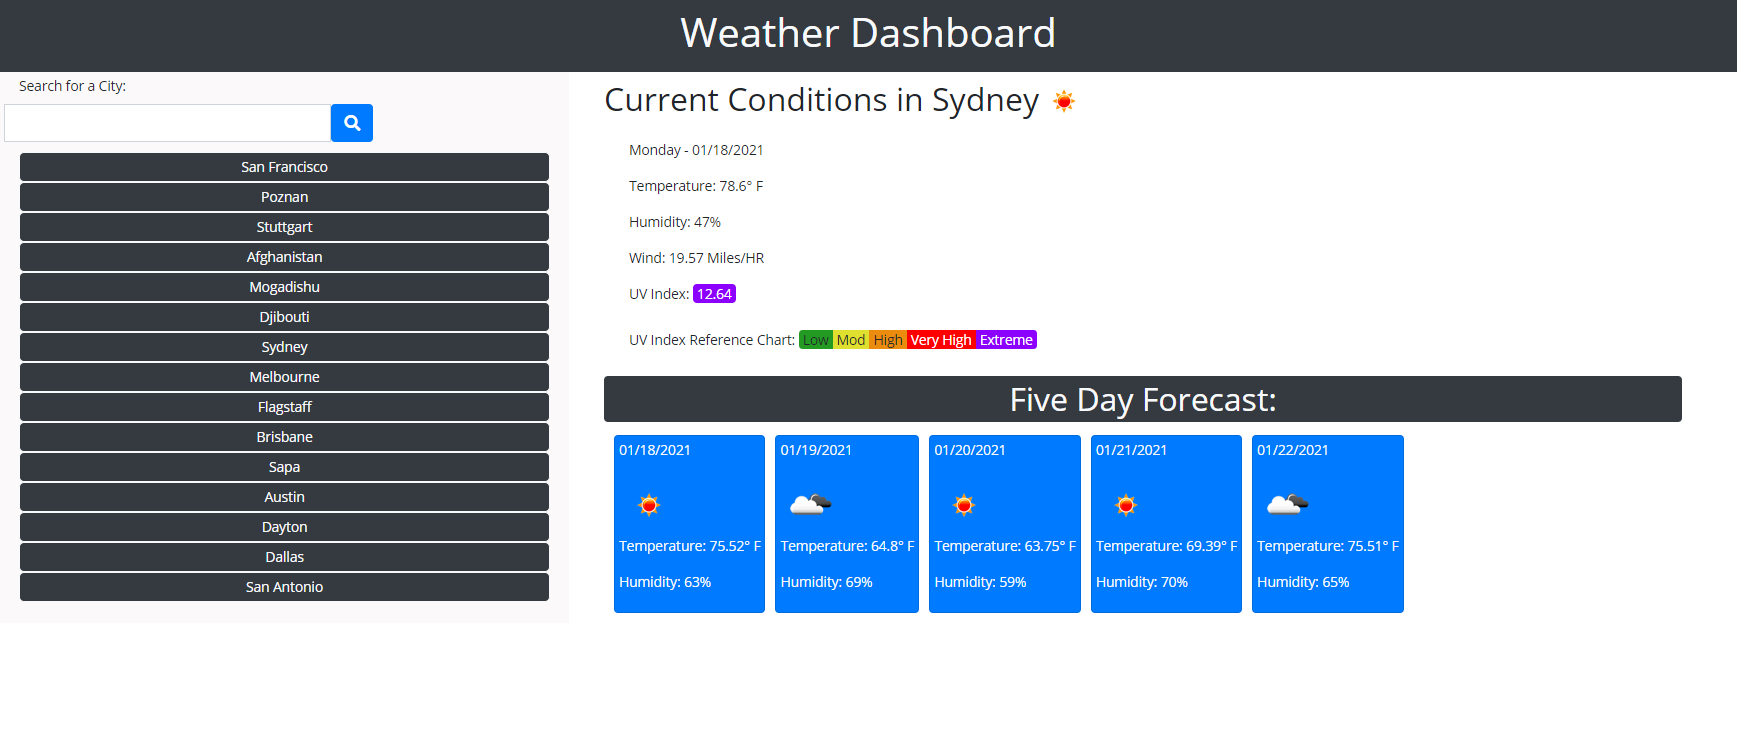 Weather Dashboard
Search for a City:
San Francisco
Poznan
Stuttgart
Afghanistan
Mogadishu
Djibouti
Sydney
Melbourne
Flagstaff
Brisbane
Sapa
Austin
Dayton
Dallas
San Antonio
Current Conditions in Sydney
Monday - 01/18/2021
Temperature: 78.6° F
Humidity: 47%
Wind: 19.57 Miles/HR
UV Index: 12.64
UV Index Reference Chart: Low Mod High Very High Extreme
Five Day Forecast:
01/18/2021
Temperature: 75.52° F
Humidity: 63%
01/19/2021
Temperature: 64.8° F
Humidity: 69%
01/20/2021
Temperature: 63.75° F
Humidity: 59%
01/21/2021
Temperature: 69.39° F
Humidity: 70%
01/22/2021
Temperature: 75.51° F
Humidity: 65%